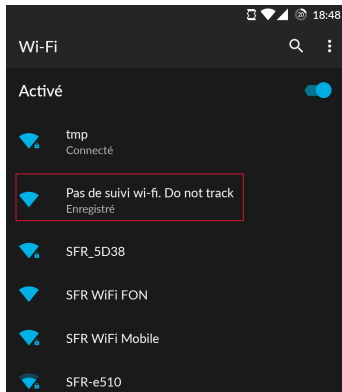 20 18:48
Wi-Fi
Activé
tmp
Connecté
Pas de suivi wi-fi. Do not track
Enregistré
SFR_5D38
SFR WiFi FON
SFR WiFi Mobile
SFR-e510